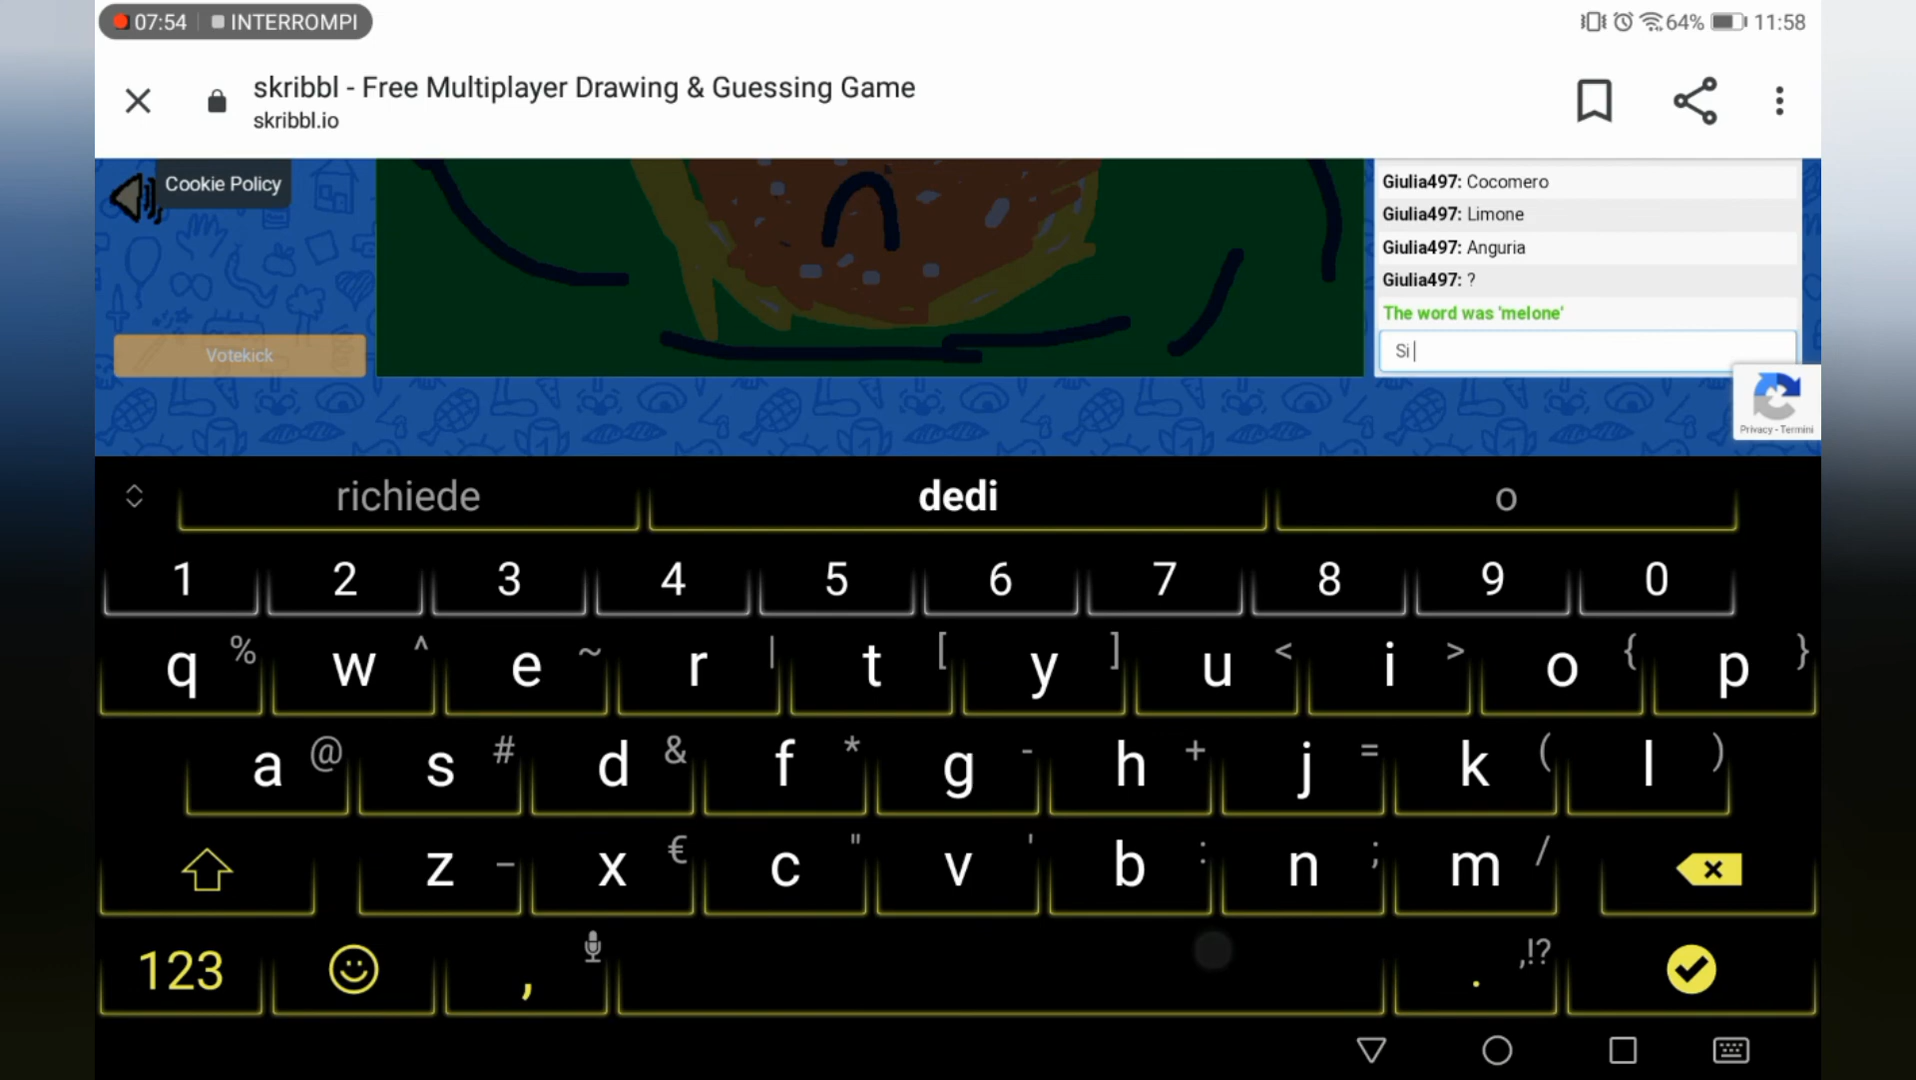 07:54 INTERROMPI
64% 11:58
skribbl - Free Multiplayer Drawing & Guessing Game
skribbl.io
Cookie Policy
Votekick
Giulia497: Cocomero
Giulia497: Limone
Giulia497: Anguria
Giulia497: ?
The word was 'melone'
Si
Privacy - Termini
richiede dedi o
1 2 3 4 5 6 7 8 9 0
q % w ^ e ~ r | t [ y ] u < i > o { p }
a @ s # d & f * g - h + j = k ( l )
z _ x € c " v ' b : n ; m /
123 , . ,!?